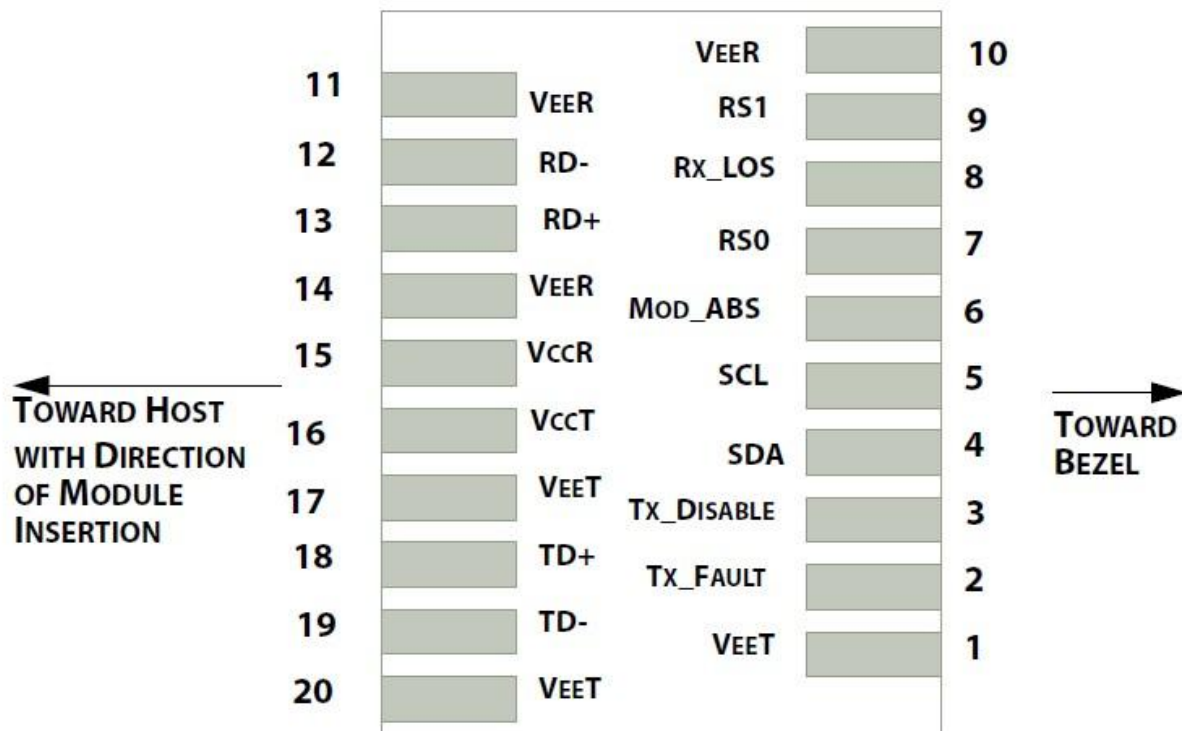 VEER 10
11 VEER
RS1 9
12 RD-
RX_LOS 8
13 RD+
RS0 7
14 VEER
MOD_ABS 6
15 VCCR
SCL 5
TOWARD HOST
WITH DIRECTION
OF MODULE
INSERTION
TOWARD
BEZEL
16 VCCT
SDA 4
17 VEET
TX_DISABLE 3
18 TD+
TX_FAULT 2
19 TD-
VEET 1
20 VEET